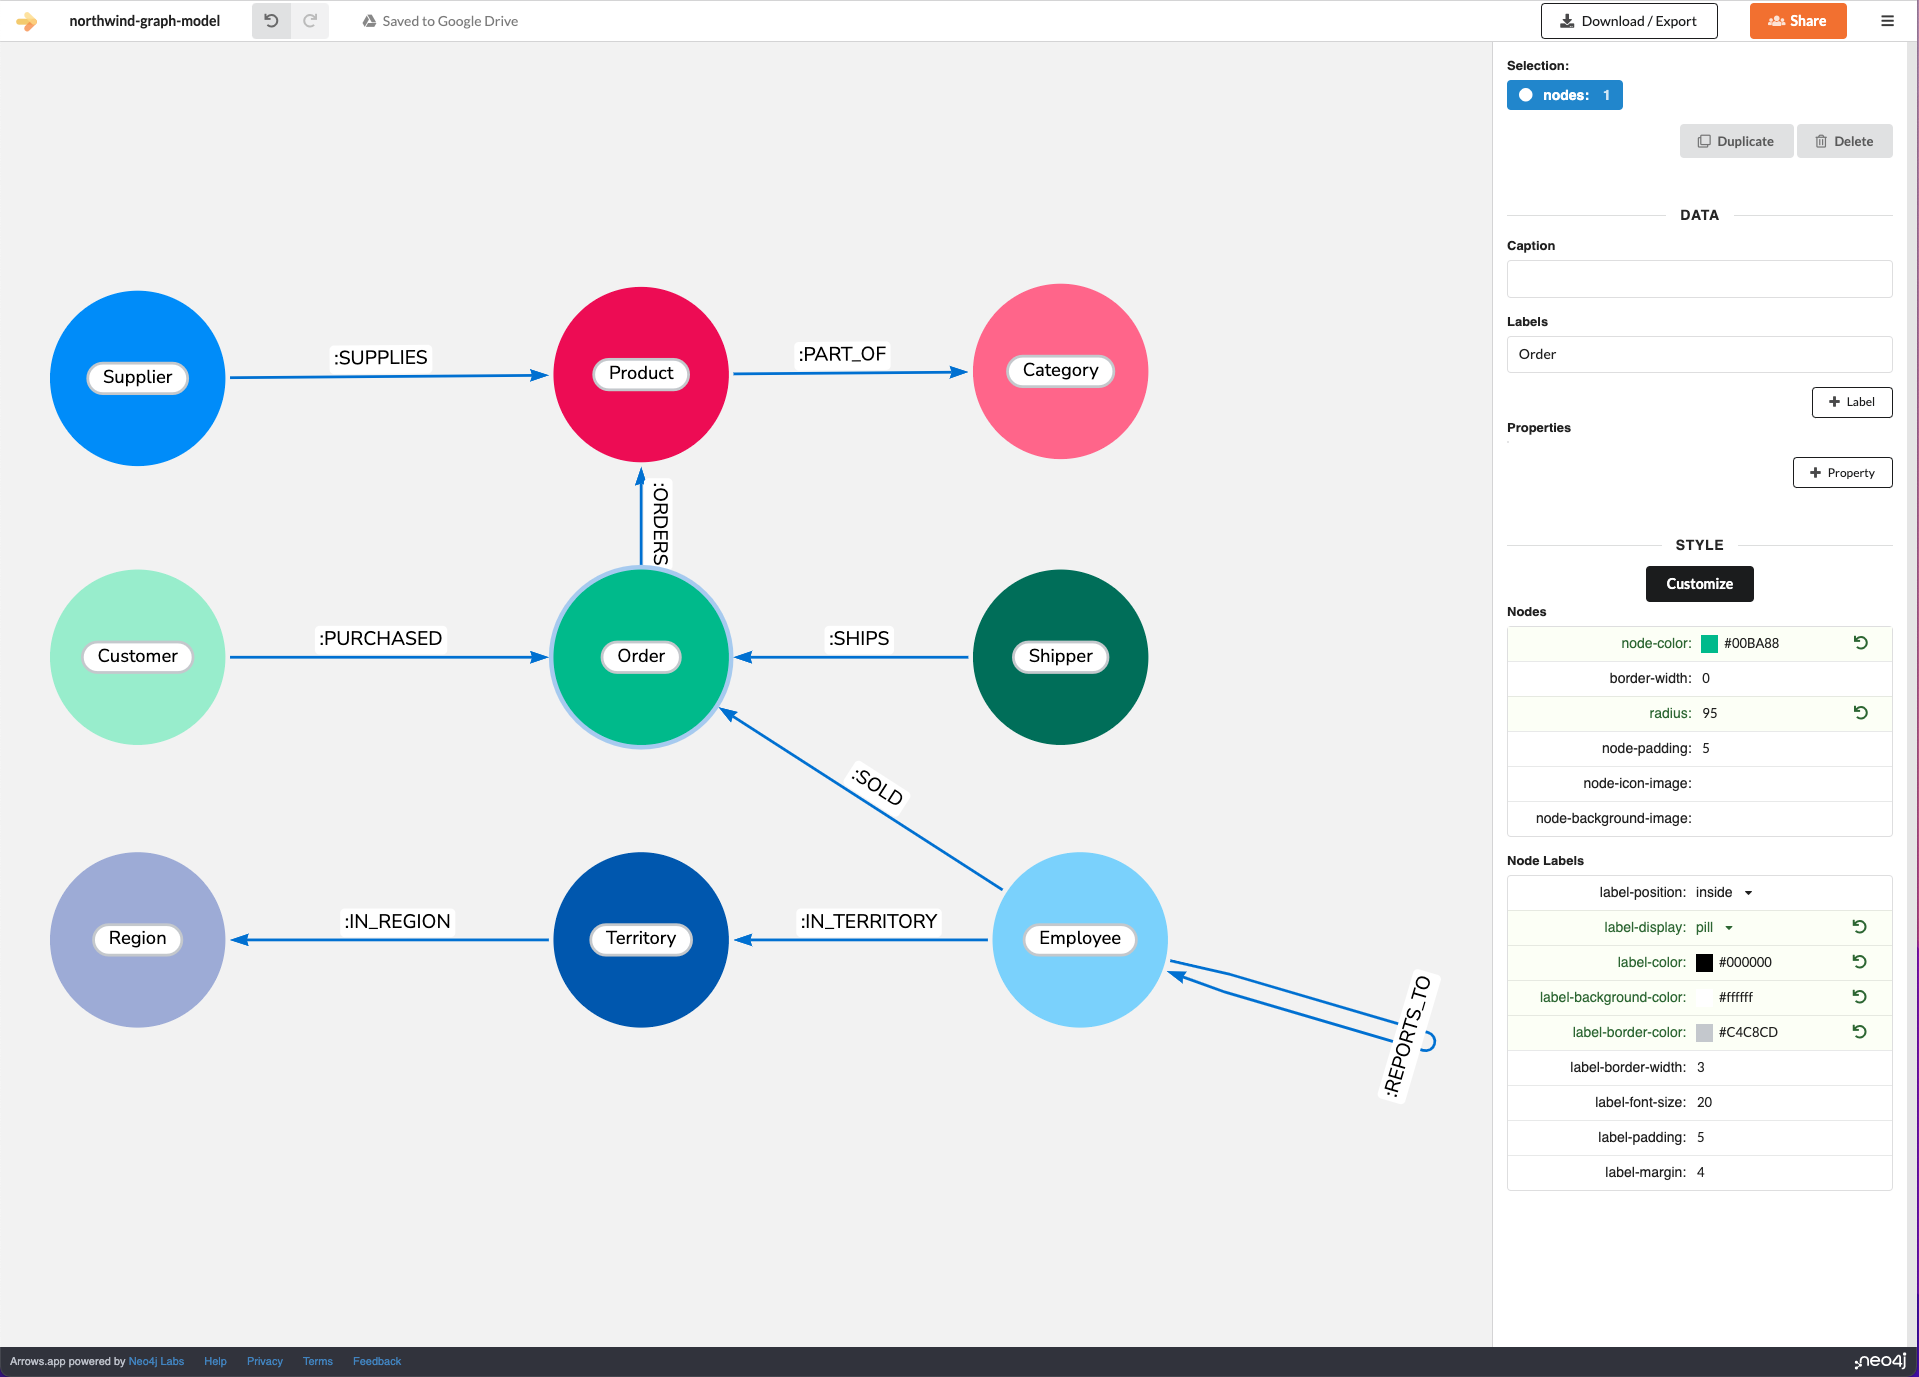 northwind-graph-model
Saved to Google Drive
Download / Export
Share
Selection:
nodes: 1
Duplicate
Delete
DATA
Caption
Labels
Order
+ Label
Properties
+ Property
STYLE
Customize
Nodes
node-color: #00BA88
border-width: 0
radius: 95
node-padding: 5
node-icon-image:
node-background-image:
Node Labels
label-position: inside
label-display: pill
label-color: #000000
label-background-color: #ffffff
label-border-color: #C4C8CD
label-border-width: 3
label-font-size: 20
label-padding: 5
label-margin: 4
Supplier
:SUPPLIES
Product
:PART_OF
Category
:ORDERS
Customer
:PURCHASED
Order
:SHIPS
Shipper
:SOLD
Region
:IN_REGION
Territory
:IN_TERRITORY
Employee
:REPORTS_TO
Arrows.app powered by Neo4j Labs
Help
Privacy
Terms
Feedback
neo4j